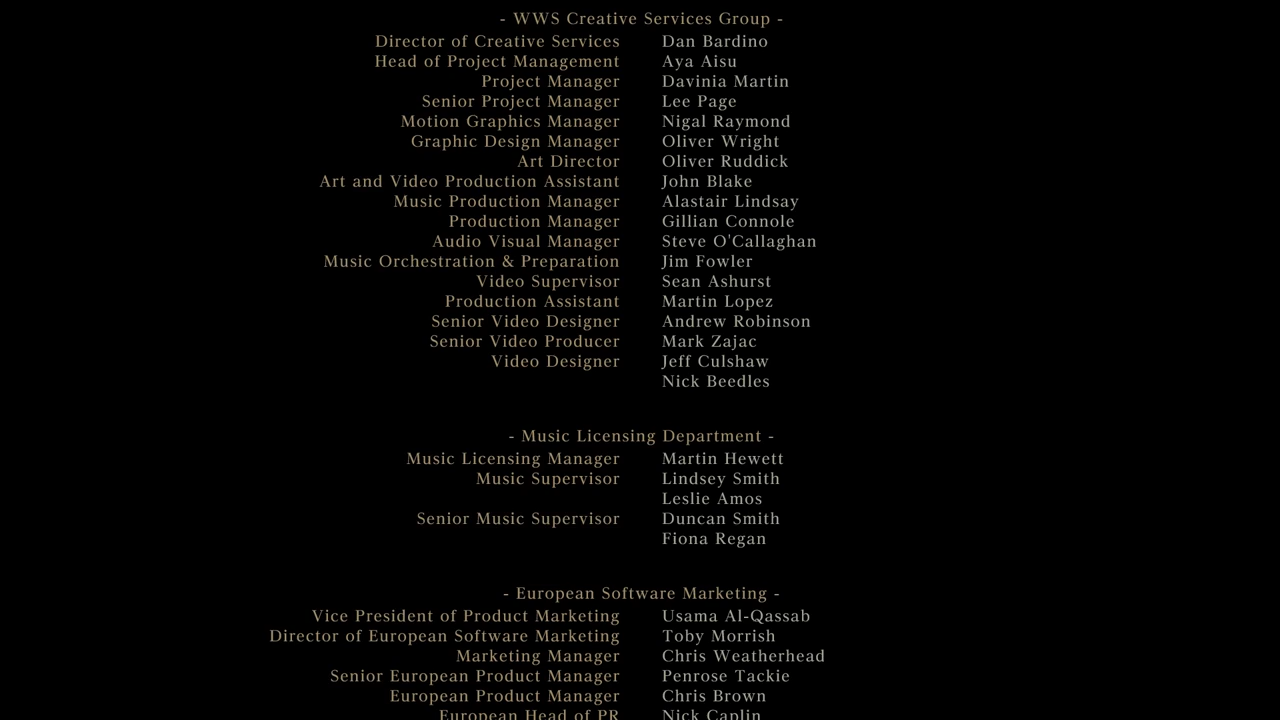 - WWS Creative Services Group -
Director of Creative Services Dan Bardino
Head of Project Management Aya Aisu
Project Manager Davinia Martin
Senior Project Manager Lee Page
Motion Graphics Manager Nigal Raymond
Graphic Design Manager Oliver Wright
Art Director Oliver Ruddick
Art and Video Production Assistant John Blake
Music Production Manager Alastair Lindsay
Production Manager Gillian Connole
Audio Visual Manager Steve O'Callaghan
Music Orchestration & Preparation Jim Fowler
Video Supervisor Sean Ashurst
Production Assistant Martin Lopez
Senior Video Designer Andrew Robinson
Senior Video Producer Mark Zajac
Video Designer Jeff Culshaw
Nick Beedles
- Music Licensing Department -
Music Licensing Manager Martin Hewett
Music Supervisor Lindsey Smith
Leslie Amos
Senior Music Supervisor Duncan Smith
Fiona Regan
- European Software Marketing -
Vice President of Product Marketing Usama Al-Qassab
Director of European Software Marketing Toby Morrish
Marketing Manager Chris Weatherhead
Senior European Product Manager Penrose Tackie
European Product Manager Chris Brown
European Head of PR Nick Caplin